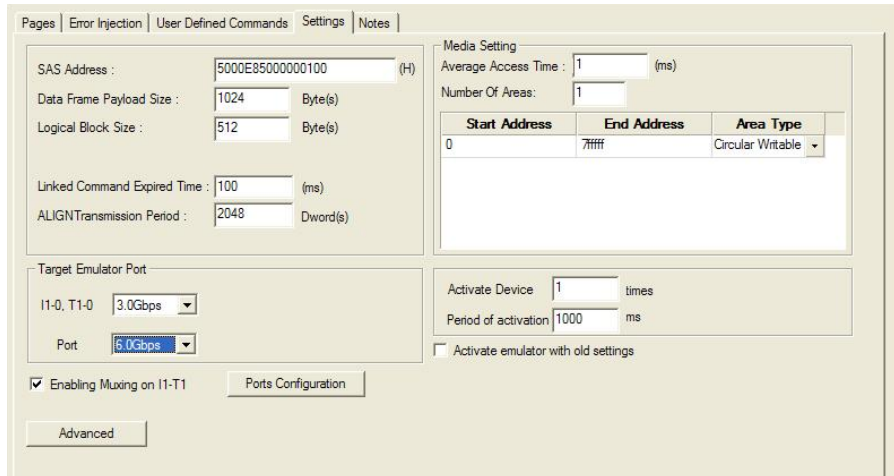 Pages Error Injection User Defined Commands Settings Notes
SAS Address : 5000E85000000100 (H)
Data Frame Payload Size : 1024 Byte(s)
Logical Block Size : 512 Byte(s)
Linked Command Expired Time : 100 (ms)
ALIGNTransmission Period : 2048 Dword(s)
Media Setting
Average Access Time : 1 (ms)
Number Of Areas: 1
Start Address End Address Area Type
0 7fffff Circular Writable
Target Emulator Port
I1-0, T1-0 3.0Gbps
Port 6.0Gbps
Activate Device 1 times
Period of activation 1000 ms
Activate emulator with old settings
Enabling Muxing on I1-T1 Ports Configuration
Advanced